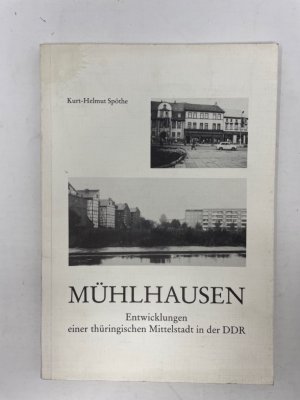 Kurt-Helmut Spöthe
MÜHLHAUSEN
Entwicklungen
einer thüringischen Mittelstadt in der DDR